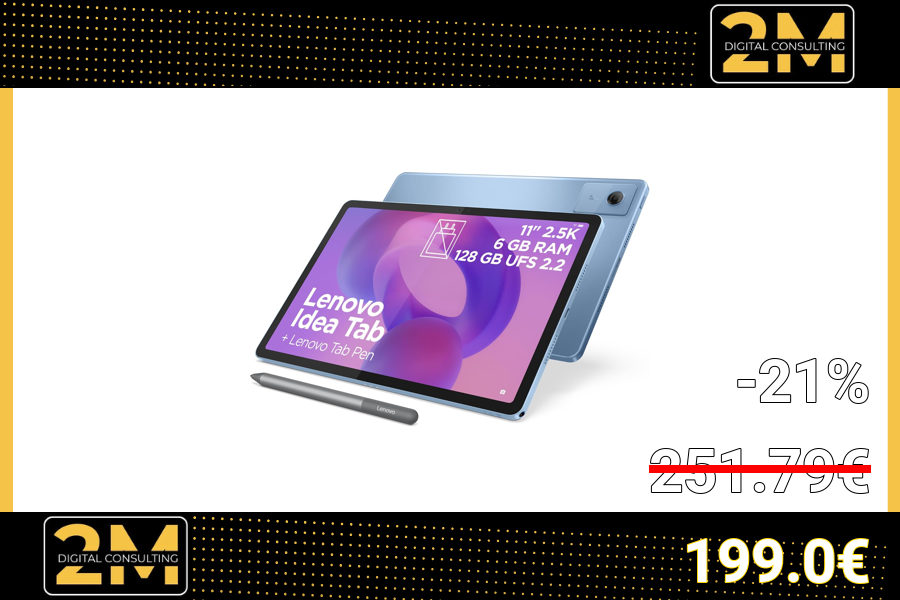 2M
DIGITAL CONSULTING
11" 2.5K
6 GB RAM
128 GB UFS 2.2
Lenovo
Idea Tab
+ Lenovo Tab Pen
Lenovo
-21%
251.79€
2M
DIGITAL CONSULTING
199.0€